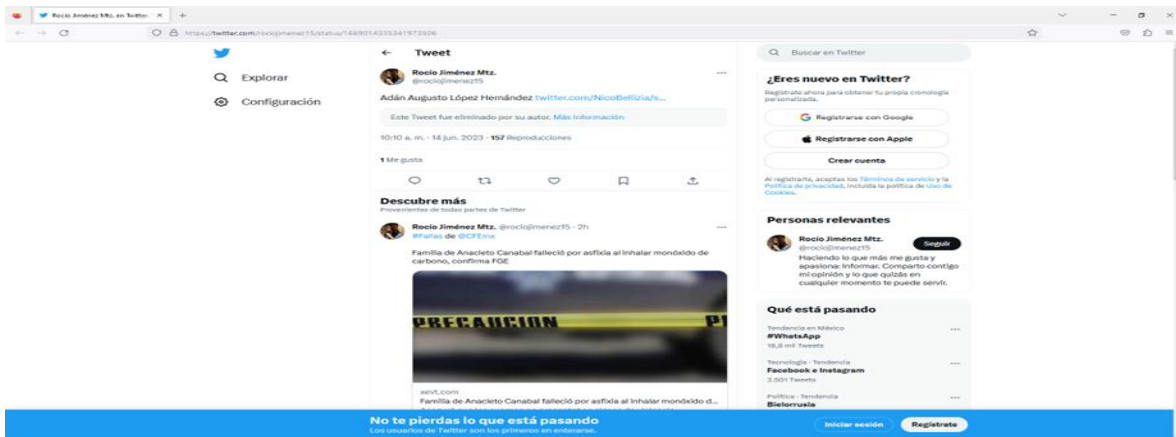 Rocío Jiménez Mtz. en Twitter:
https://twitter.com/rociojimenez15/status/1669014335341973506
Explorar
Configuración
Tweet
Rocío Jiménez Mtz.
@rociojimenez15
Adán Augusto López Hernández twitter.com/NicoBellizia/s...
Este Tweet fue eliminado por su autor. Más información
10:10 a. m. · 14 jun. 2023 · 157 Reproducciones
1 Me gusta
Descubre más
Provenientes de todas partes de Twitter
Rocío Jiménez Mtz. @rociojimenez15 · 2h
#Fallas de @CFEmx
Familia de Anacleto Canabal falleció por asfixia al inhalar monóxido de
carbono, confirma FGE
PRECAUCION
xevt.com
Familia de Anacleto Canabal falleció por asfixia al inhalar monóxido d...
Buscar en Twitter
¿Eres nuevo en Twitter?
Regístrate ahora para obtener tu propia cronología
personalizada.
Registrarse con Google
Registrarse con Apple
Crear cuenta
Al registrarte, aceptas los Términos de servicio y la
Política de privacidad, incluida la política de Uso de
Cookies.
Personas relevantes
Rocío Jiménez Mtz.
@rociojimenez15
Seguir
Haciendo lo que más me gusta y
apasiona: Informar. Comparto contigo
mi opinión y lo que quizás en
cualquier momento te puede servir.
Qué está pasando
Tendencia en México
#WhatsApp
18,8 mil Tweets
Tecnología · Tendencia
Facebook e Instagram
3.501 Tweets
Política · Tendencia
Bielorrusia
No te pierdas lo que está pasando
Los usuarios de Twitter son los primeros en enterarse.
Iniciar sesión
Regístrate